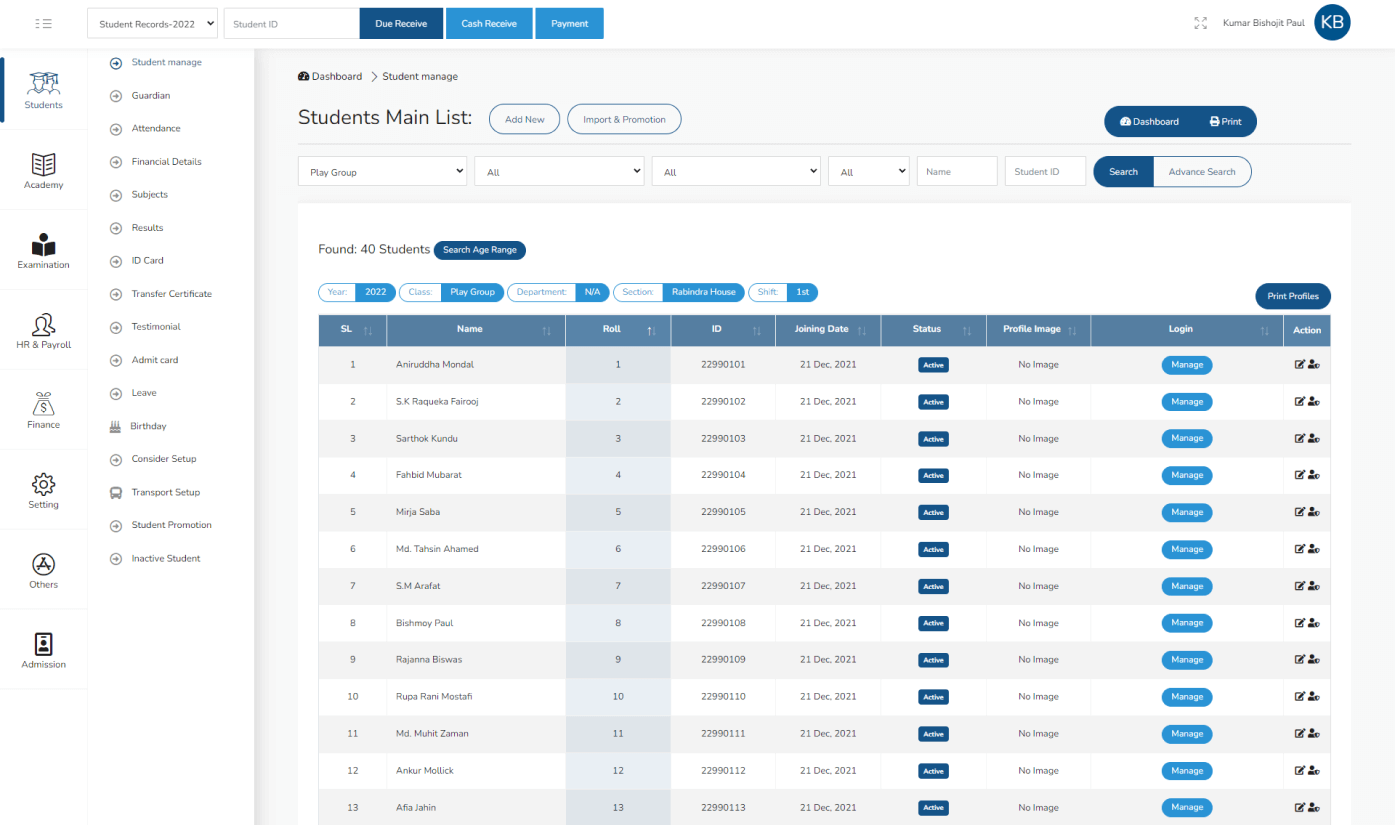 Student Records-2022 Student ID Due Receive Cash Receive Payment Kumar Bishojit Paul KB
Students
Academy
Examination
HR & Payroll
Finance
Setting
Others
Admission
Student manage
Guardian
Attendance
Financial Details
Subjects
Results
ID Card
Transfer Certificate
Testimonial
Admit card
Leave
Birthday
Consider Setup
Transport Setup
Student Promotion
Inactive Student
Dashboard > Student manage
Students Main List: Add New Import & Promotion Dashboard Print
Play Group All All All Name Student ID Search Advance Search
Found: 40 Students Search Age Range
Year: 2022 Class: Play Group Department: N/A Section: Rabindra House Shift: 1st Print Profiles
SL Name Roll ID Joining Date Status Profile Image Login Action
1 Aniruddha Mondal 1 22990101 21 Dec, 2021 Active No Image Manage
2 S.K Raqueka Fairooj 2 22990102 21 Dec, 2021 Active No Image Manage
3 Sarthok Kundu 3 22990103 21 Dec, 2021 Active No Image Manage
4 Fahbid Mubarat 4 22990104 21 Dec, 2021 Active No Image Manage
5 Mirja Saba 5 22990105 21 Dec, 2021 Active No Image Manage
6 Md. Tahsin Ahamed 6 22990106 21 Dec, 2021 Active No Image Manage
7 S.M Arafat 7 22990107 21 Dec, 2021 Active No Image Manage
8 Bishmoy Paul 8 22990108 21 Dec, 2021 Active No Image Manage
9 Rajanna Biswas 9 22990109 21 Dec, 2021 Active No Image Manage
10 Rupa Rani Mostafi 10 22990110 21 Dec, 2021 Active No Image Manage
11 Md. Muhit Zaman 11 22990111 21 Dec, 2021 Active No Image Manage
12 Ankur Mollick 12 22990112 21 Dec, 2021 Active No Image Manage
13 Afia Jahin 13 22990113 21 Dec, 2021 Active No Image Manage